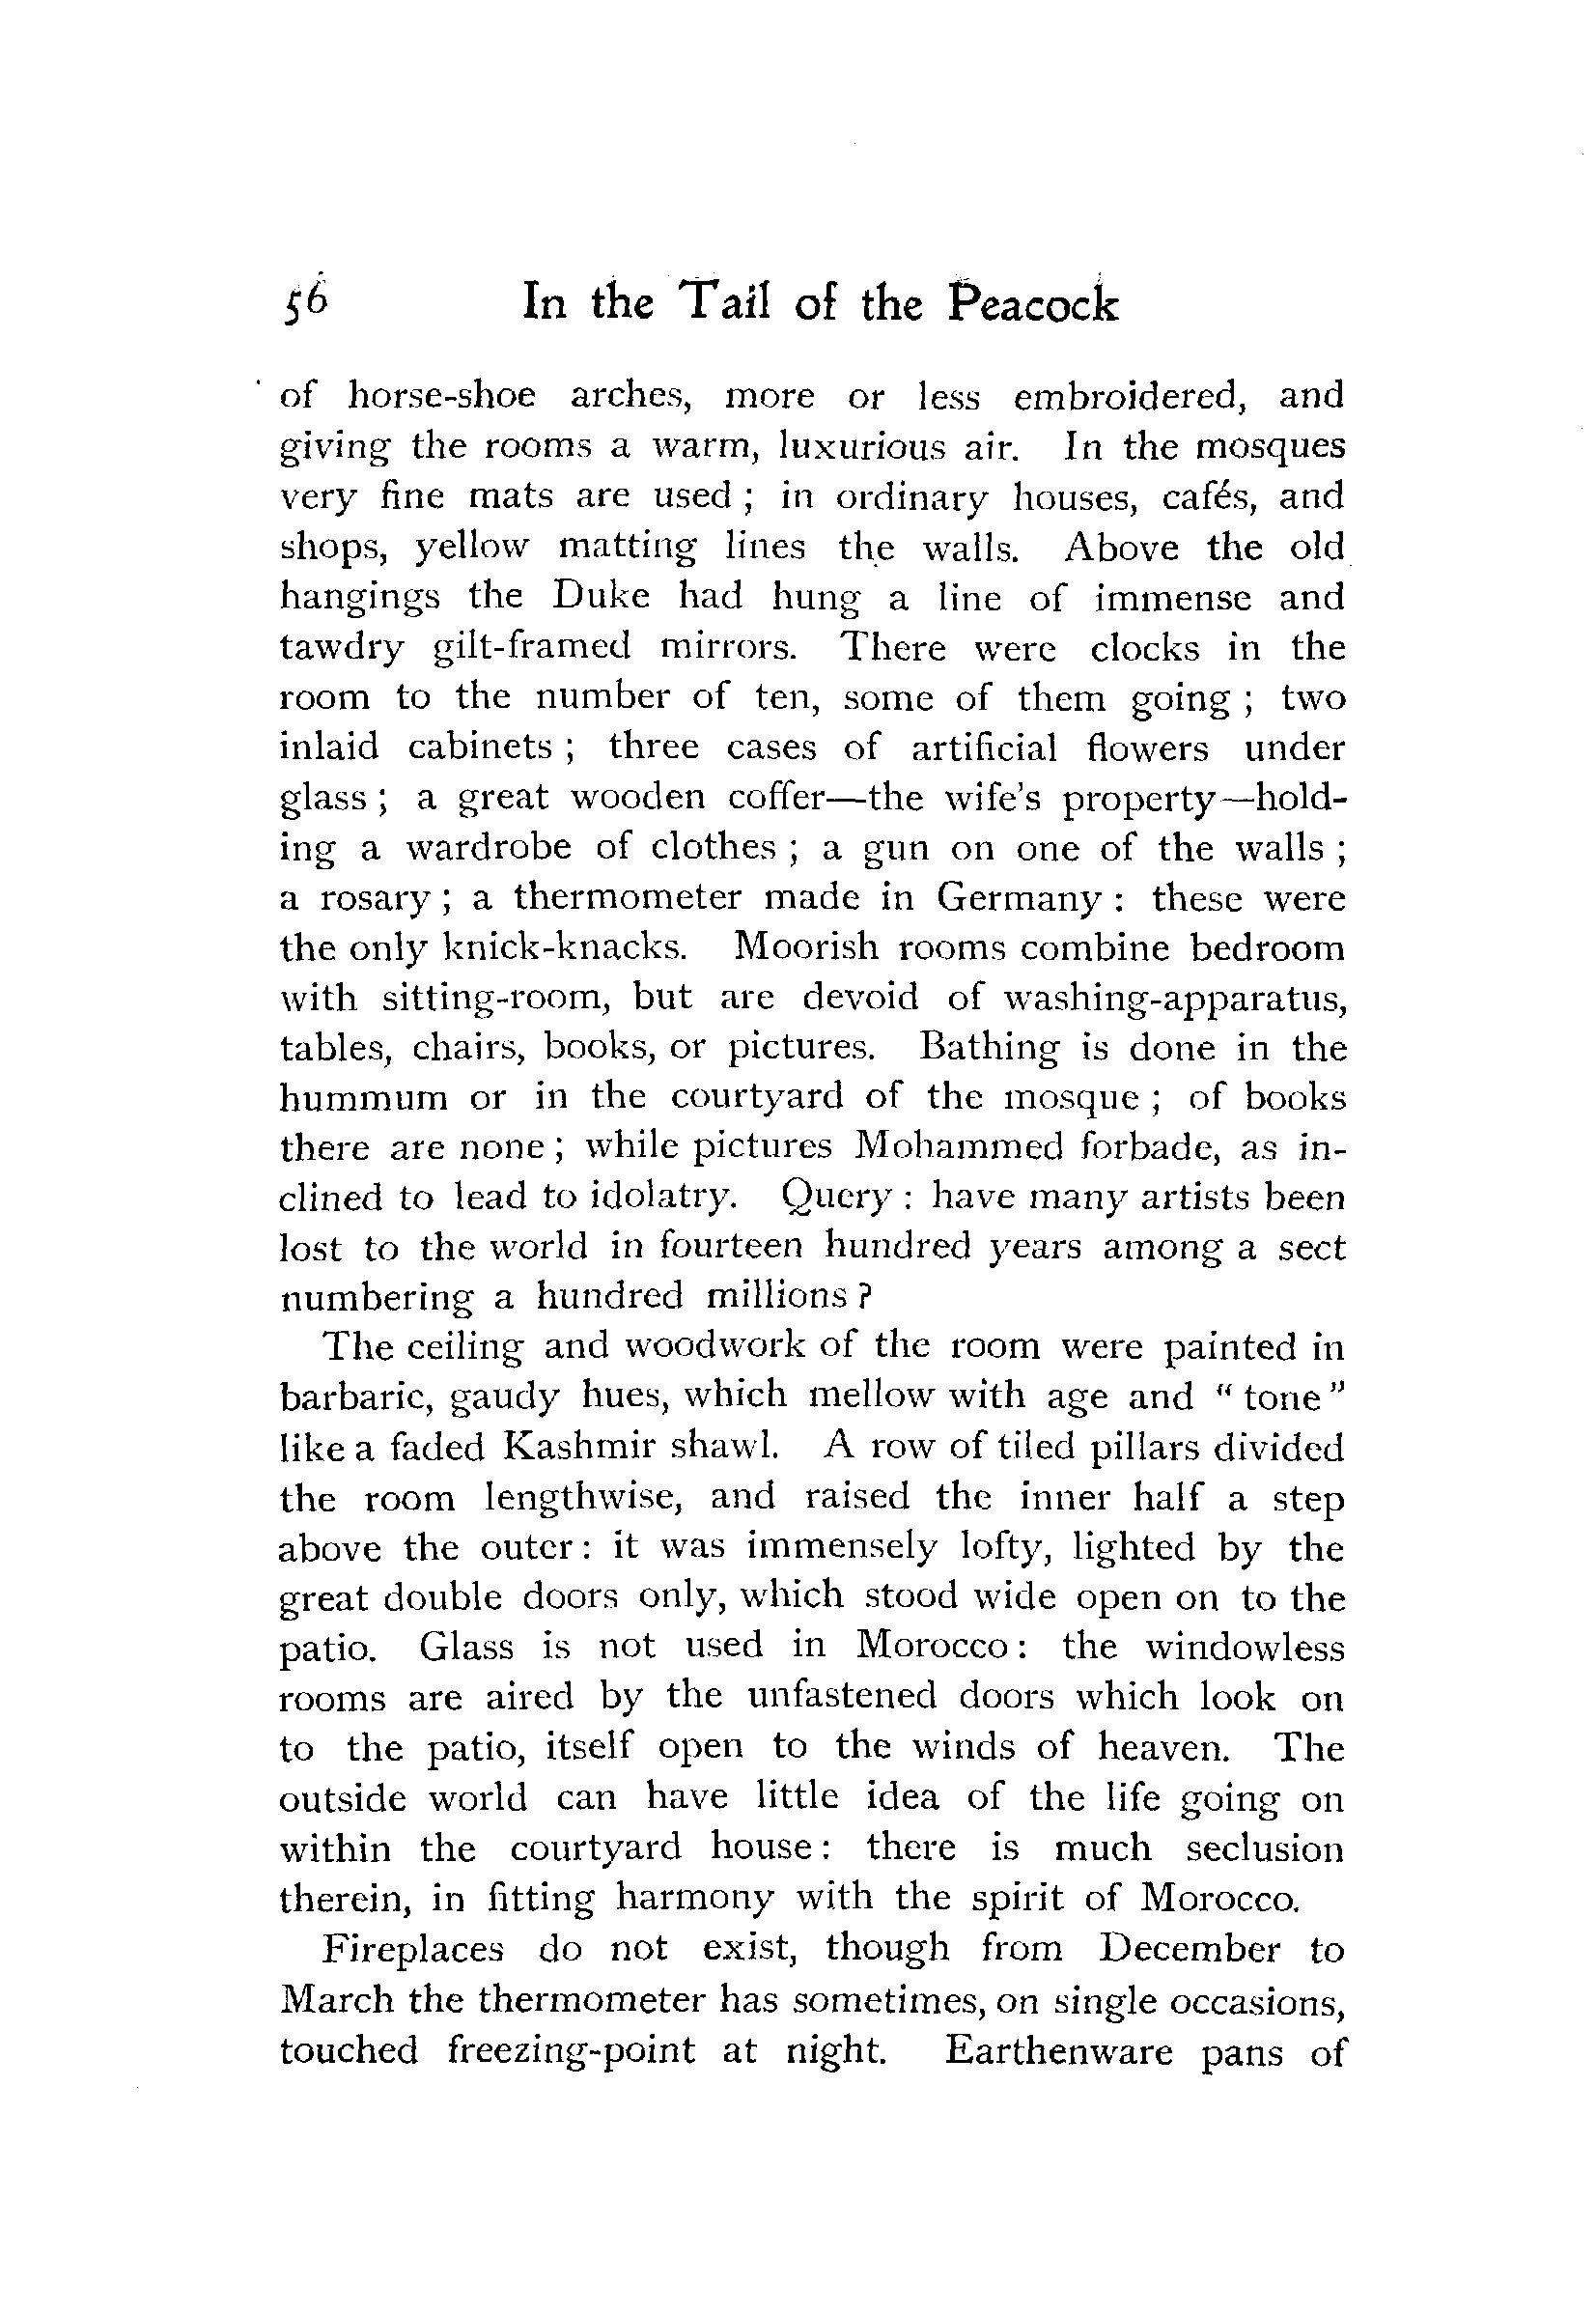 56 In the Tail of the Peacock
of horse-shoe arches, more or less embroidered, and
giving the rooms a warm, luxurious air. In the mosques
very fine mats are used ; in ordinary houses, cafés, and
shops, yellow matting lines the walls. Above the old
hangings the Duke had hung a line of immense and
tawdry gilt-framed mirrors. There were clocks in the
room to the number of ten, some of them going ; two
inlaid cabinets ; three cases of artificial flowers under
glass ; a great wooden coffer—the wife's property—hold-
ing a wardrobe of clothes ; a gun on one of the walls ;
a rosary ; a thermometer made in Germany : these were
the only knick-knacks. Moorish rooms combine bedroom
with sitting-room, but are devoid of washing-apparatus,
tables, chairs, books, or pictures. Bathing is done in the
hummum or in the courtyard of the mosque ; of books
there are none ; while pictures Mohammed forbade, as in-
clined to lead to idolatry. Query : have many artists been
lost to the world in fourteen hundred years among a sect
numbering a hundred millions ?
The ceiling and woodwork of the room were painted in
barbaric, gaudy hues, which mellow with age and " tone "
like a faded Kashmir shawl. A row of tiled pillars divided
the room lengthwise, and raised the inner half a step
above the outer : it was immensely lofty, lighted by the
great double doors only, which stood wide open on to the
patio. Glass is not used in Morocco : the windowless
rooms are aired by the unfastened doors which look on
to the patio, itself open to the winds of heaven. The
outside world can have little idea of the life going on
within the courtyard house : there is much seclusion
therein, in fitting harmony with the spirit of Morocco.
Fireplaces do not exist, though from December to
March the thermometer has sometimes, on single occasions,
touched freezing-point at night. Earthenware pans of